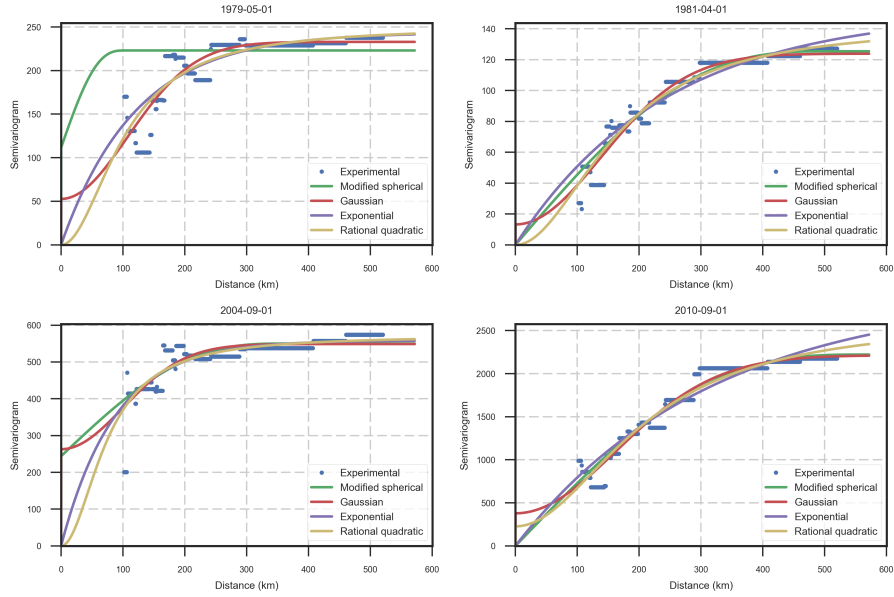 1979-05-01
Semivariogram
250
200
150
100
50
0
0 100 200 300 400 500 600
Distance (km)
Experimental
Modified spherical
Gaussian
Exponential
Rational quadratic
1981-04-01
Semivariogram
140
120
100
80
60
40
20
0
0 100 200 300 400 500 600
Distance (km)
Experimental
Modified spherical
Gaussian
Exponential
Rational quadratic
2004-09-01
Semivariogram
600
500
400
300
200
100
0
0 100 200 300 400 500 600
Distance (km)
Experimental
Modified spherical
Gaussian
Exponential
Rational quadratic
2010-09-01
Semivariogram
2500
2000
1500
1000
500
0
0 100 200 300 400 500 600
Distance (km)
Experimental
Modified spherical
Gaussian
Exponential
Rational quadratic